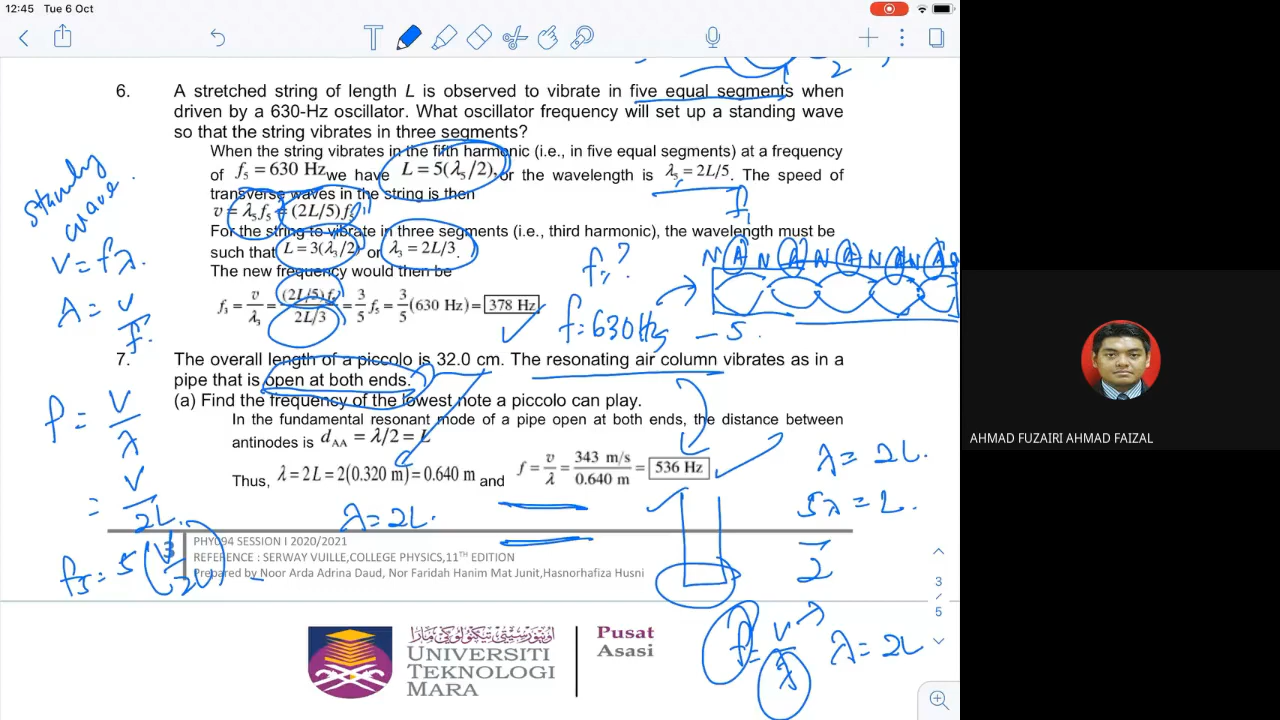 12:45 Tue 6 Oct
6. A stretched string of length L is observed to vibrate in five equal segments when
driven by a 630-Hz oscillator. What oscillator frequency will set up a standing wave
so that the string vibrates in three segments?
When the string vibrates in the fifth harmonic (i.e., in five equal segments) at a frequency
of f₅ = 630 Hz we have L = 5(λ₅/2), or the wavelength is λ₅ = 2L/5. The speed of
transverse waves in the string is then
v = λ₅f₅ = (2L/5)f₅
For the string to vibrate in three segments (i.e., third harmonic), the wavelength must be
such that L = 3(λ₃/2) or λ₃ = 2L/3.
The new frequency would then be
f₃ = v/λ₃ = (2L/5)f₅/2L/3 = 3/5 f₅ = 3/5 (630 Hz) = 378 Hz
standing
wave
v = fλ.
λ = v/f
f₁
f₁?
f=630Hz – 5
N A N A N A N A N A N
7. The overall length of a piccolo is 32.0 cm. The resonating air column vibrates as in a
pipe that is open at both ends.
(a) Find the frequency of the lowest note a piccolo can play.
In the fundamental resonant mode of a pipe open at both ends, the distance between
antinodes is d_AA = λ/2 = L
Thus, λ = 2L = 2(0.320 m) = 0.640 m and f = v/λ = 343 m/s/0.640 m = 536 Hz
f = v/λ
= v/2L
λ=2L.
λ = 2L.
5λ/2 = L.
f = v/λ λ = 2L
PHY094 SESSION I 2020/2021
REFERENCE : SERWAY VUILLE,COLLEGE PHYSICS,11TH EDITION
Prepared by Noor Arda Adrina Daud, Nor Faridah Hanim Mat Junit,Hasnorhafiza Husni
3
/
5
UNIVERSITI
TEKNOLOGI
MARA
Pusat
Asasi
AHMAD FUZAIRI AHMAD FAIZAL